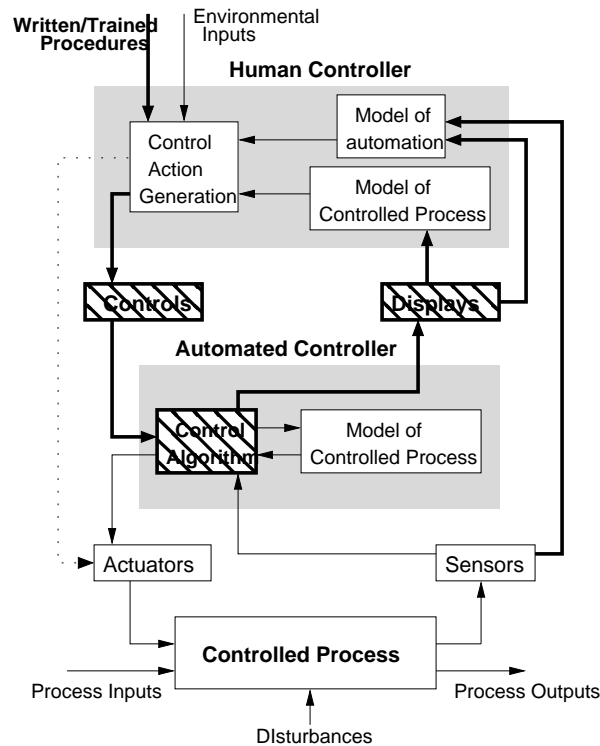 Written/Trained
Procedures
Environmental
Inputs
Human Controller
Control
Action
Generation
Model of
automation
Model of
Controlled Process
Controls
Displays
Automated Controller
Control
Algorithm
Model of
Controlled Process
Actuators
Sensors
Controlled Process
Process Inputs
Process Outputs
DIsturbances